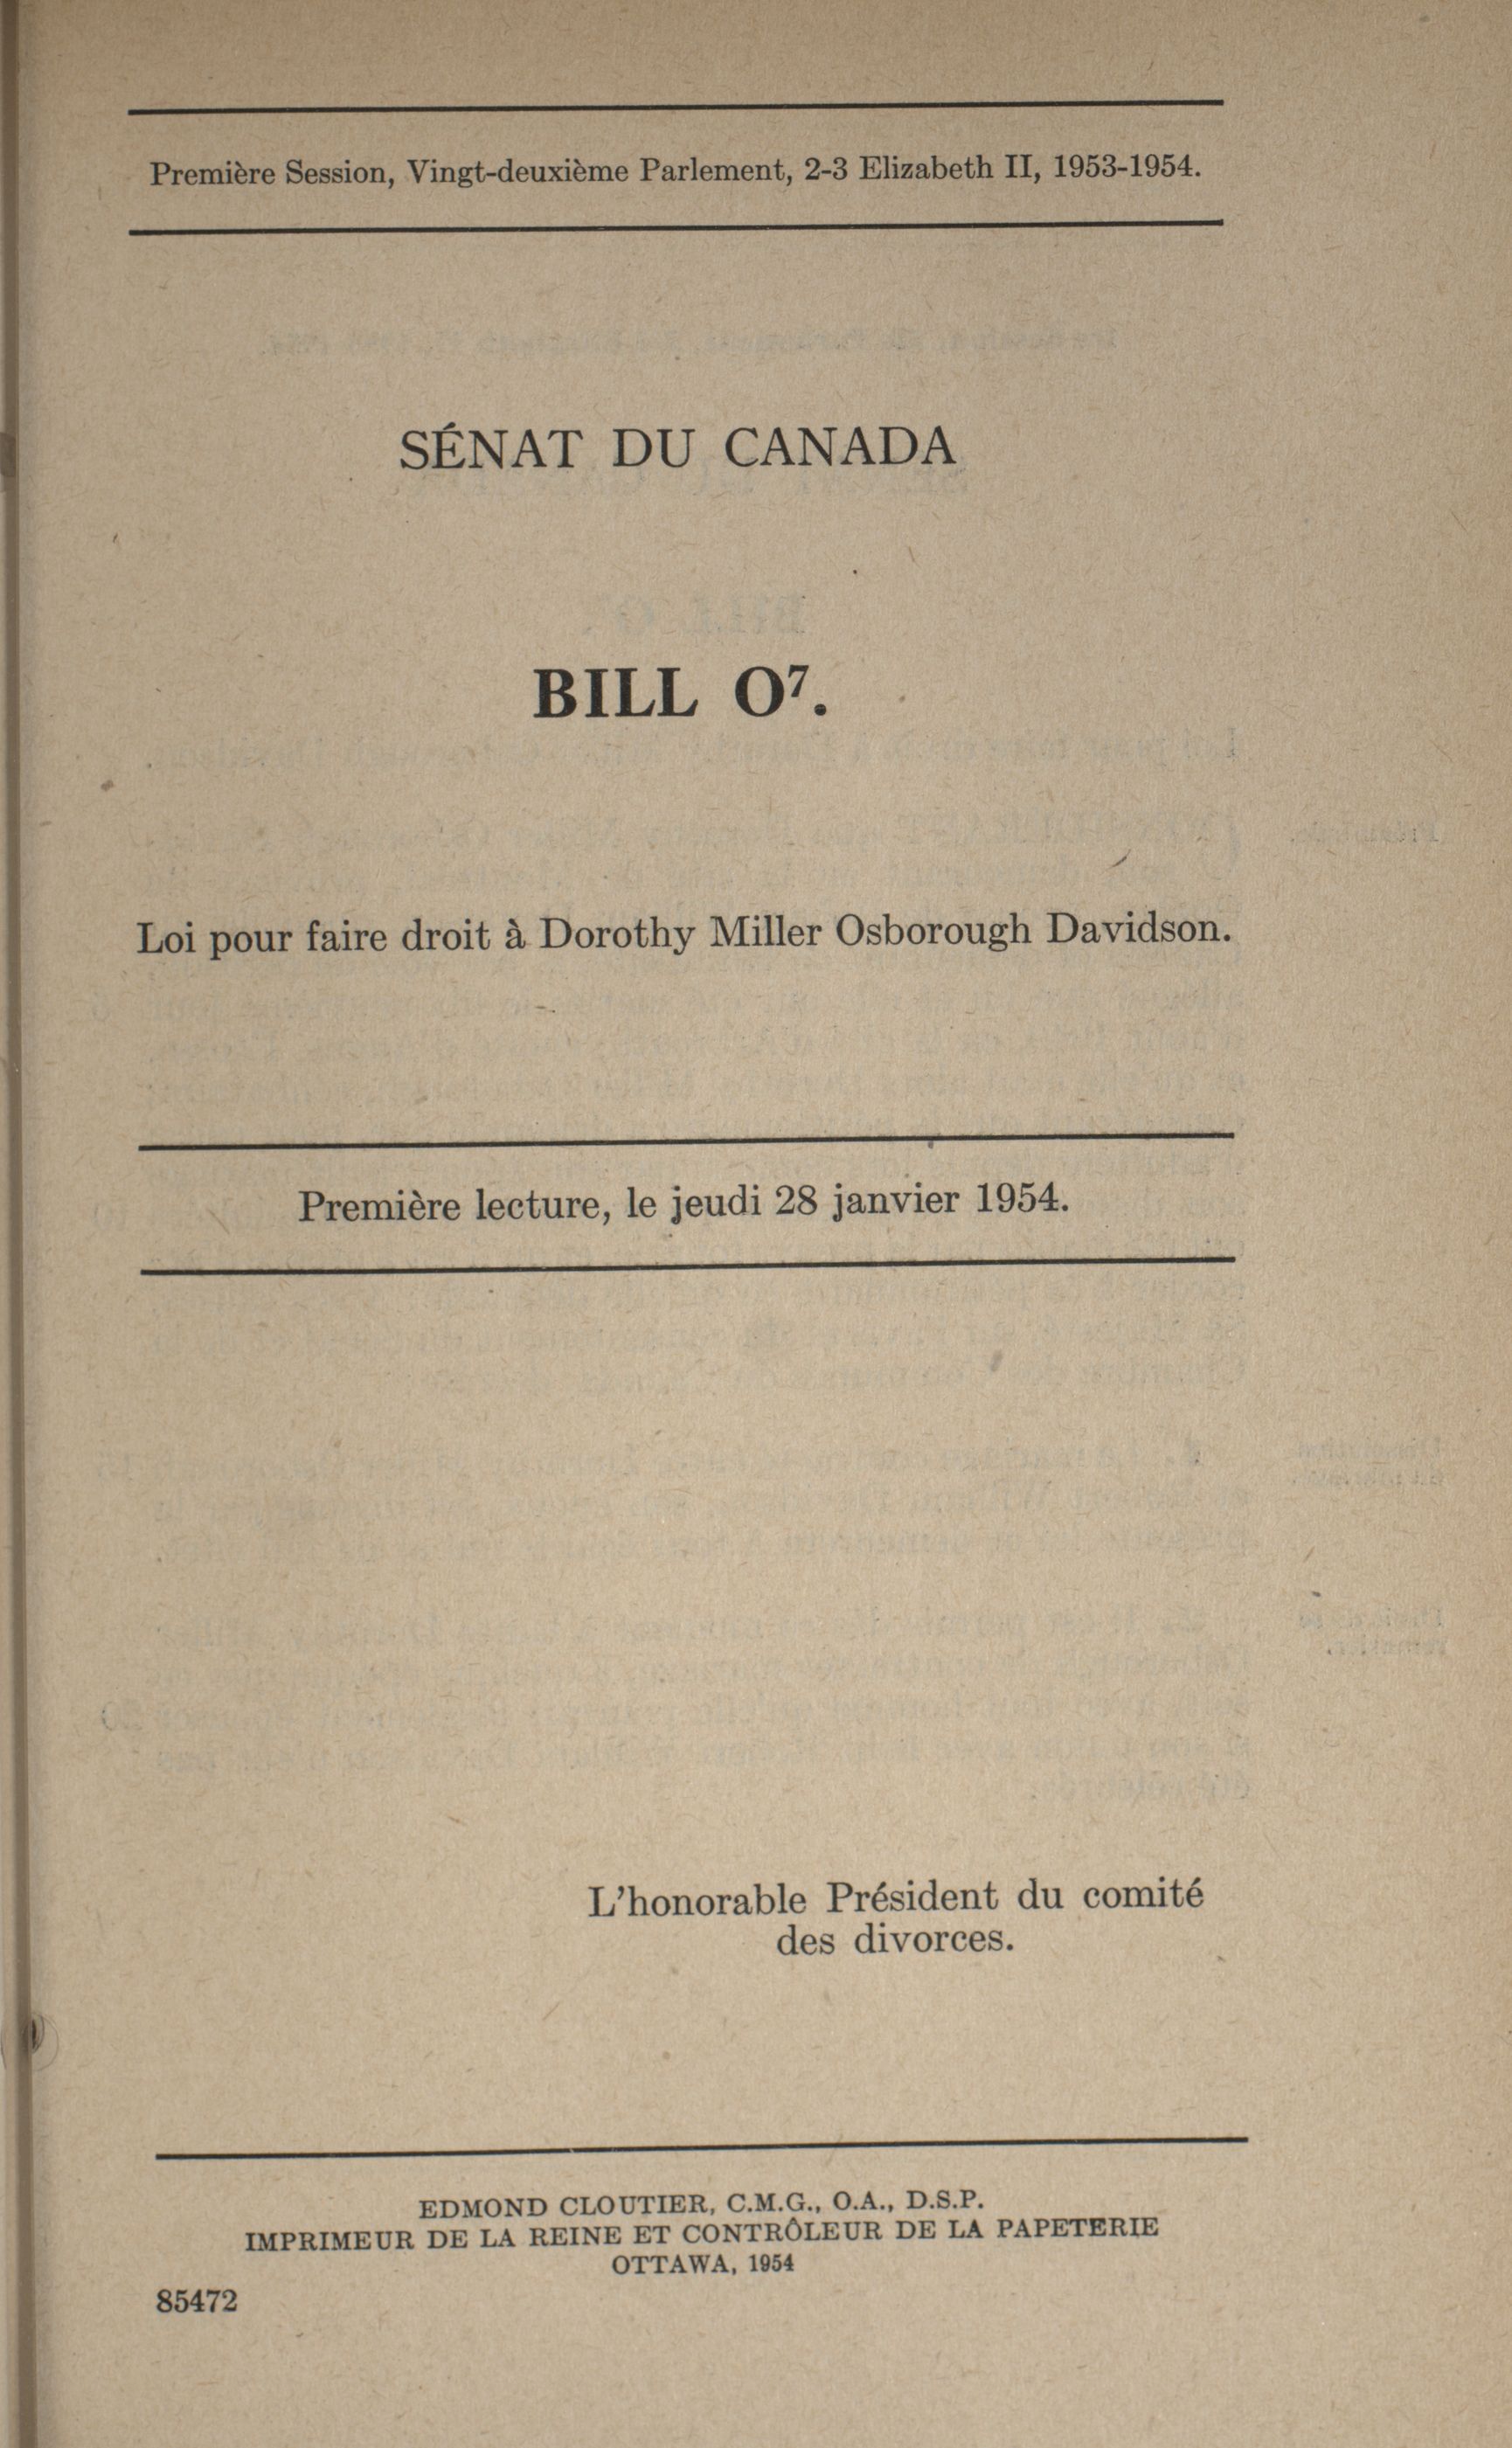 Première Session, Vingt-deuxième Parlement, 2-3 Elizabeth II, 1953-1954.
SÉNAT DU CANADA
BILL O⁷.
Loi pour faire droit à Dorothy Miller Osborough Davidson.
Première lecture, le jeudi 28 janvier 1954.
L'honorable Président du comité
des divorces.
EDMOND CLOUTIER, C.M.G., O.A., D.S.P.
IMPRIMEUR DE LA REINE ET CONTRÔLEUR DE LA PAPETERIE
OTTAWA, 1954
85472